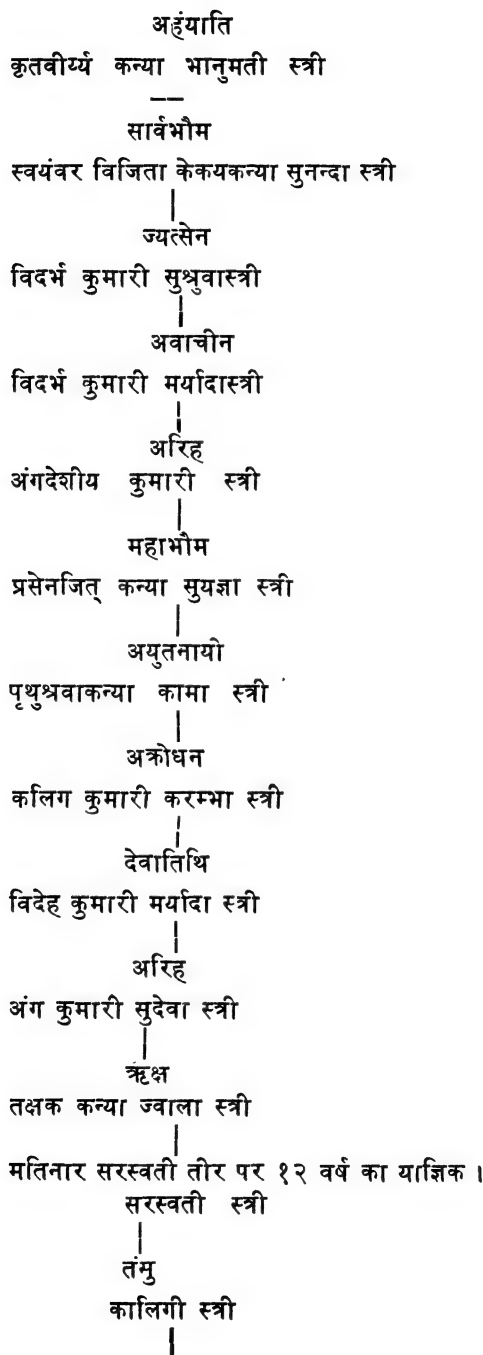 अहंयाति
कृतवीर्य्य कन्या भानुमती स्त्री
सार्वभौम
स्वयंवर विजिता केकयकन्या सुनन्दा स्त्री
ज्यत्सेन
विदर्भ कुमारी सुश्रुवास्त्री
अवाचीन
विदर्भ कुमारी मर्यादास्त्री
अरिह
अंगदेशीय कुमारी स्त्री
महाभौम
प्रसेनजित् कन्या सुयज्ञा स्त्री
अयुतनायो
पृथुश्रवाकन्या कामा स्त्री
अक्रोधन
कलिग कुमारी करम्भा स्त्री
देवातिथि
विदेह कुमारी मर्यादा स्त्री
अरिह
अंग कुमारी सुदेवा स्त्री
ऋक्ष
तक्षक कन्या ज्वाला स्त्री
मतिनार सरस्वती तीर पर १२ वर्ष का याज्ञिक ।
सरस्वती स्त्री
तंमु
कालिगी स्त्री